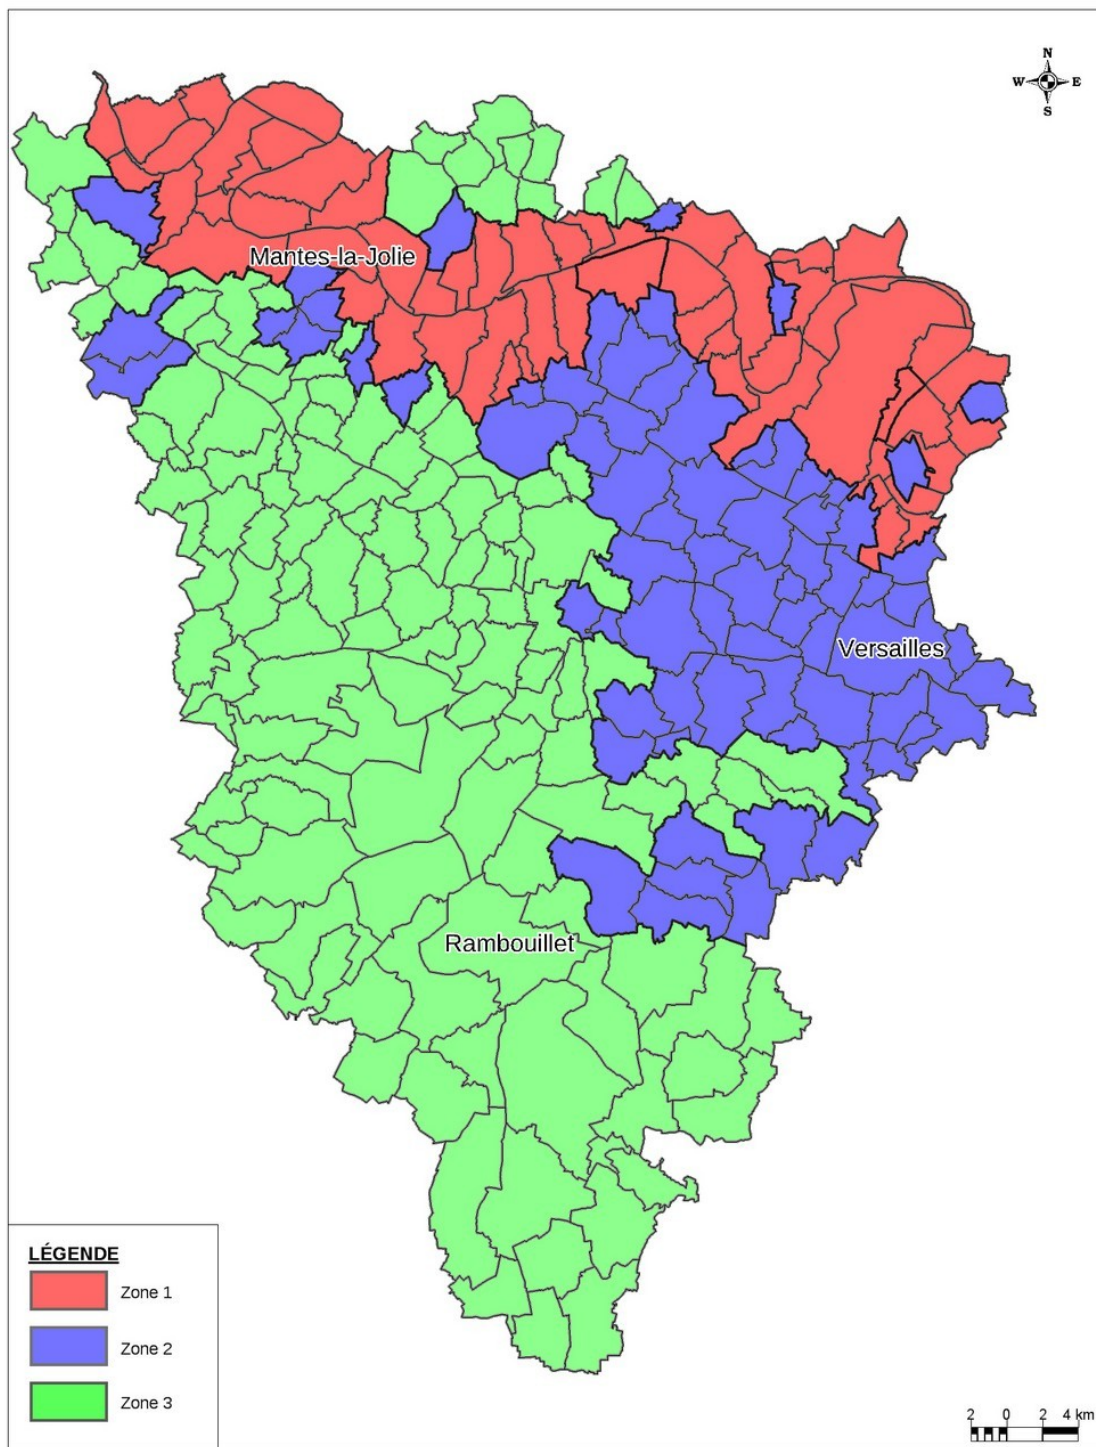 N
W E
S
Mantes-la-Jolie
Versailles
Rambouillet
LÉGENDE
Zone 1
Zone 2
Zone 3
2 0 2 4 km